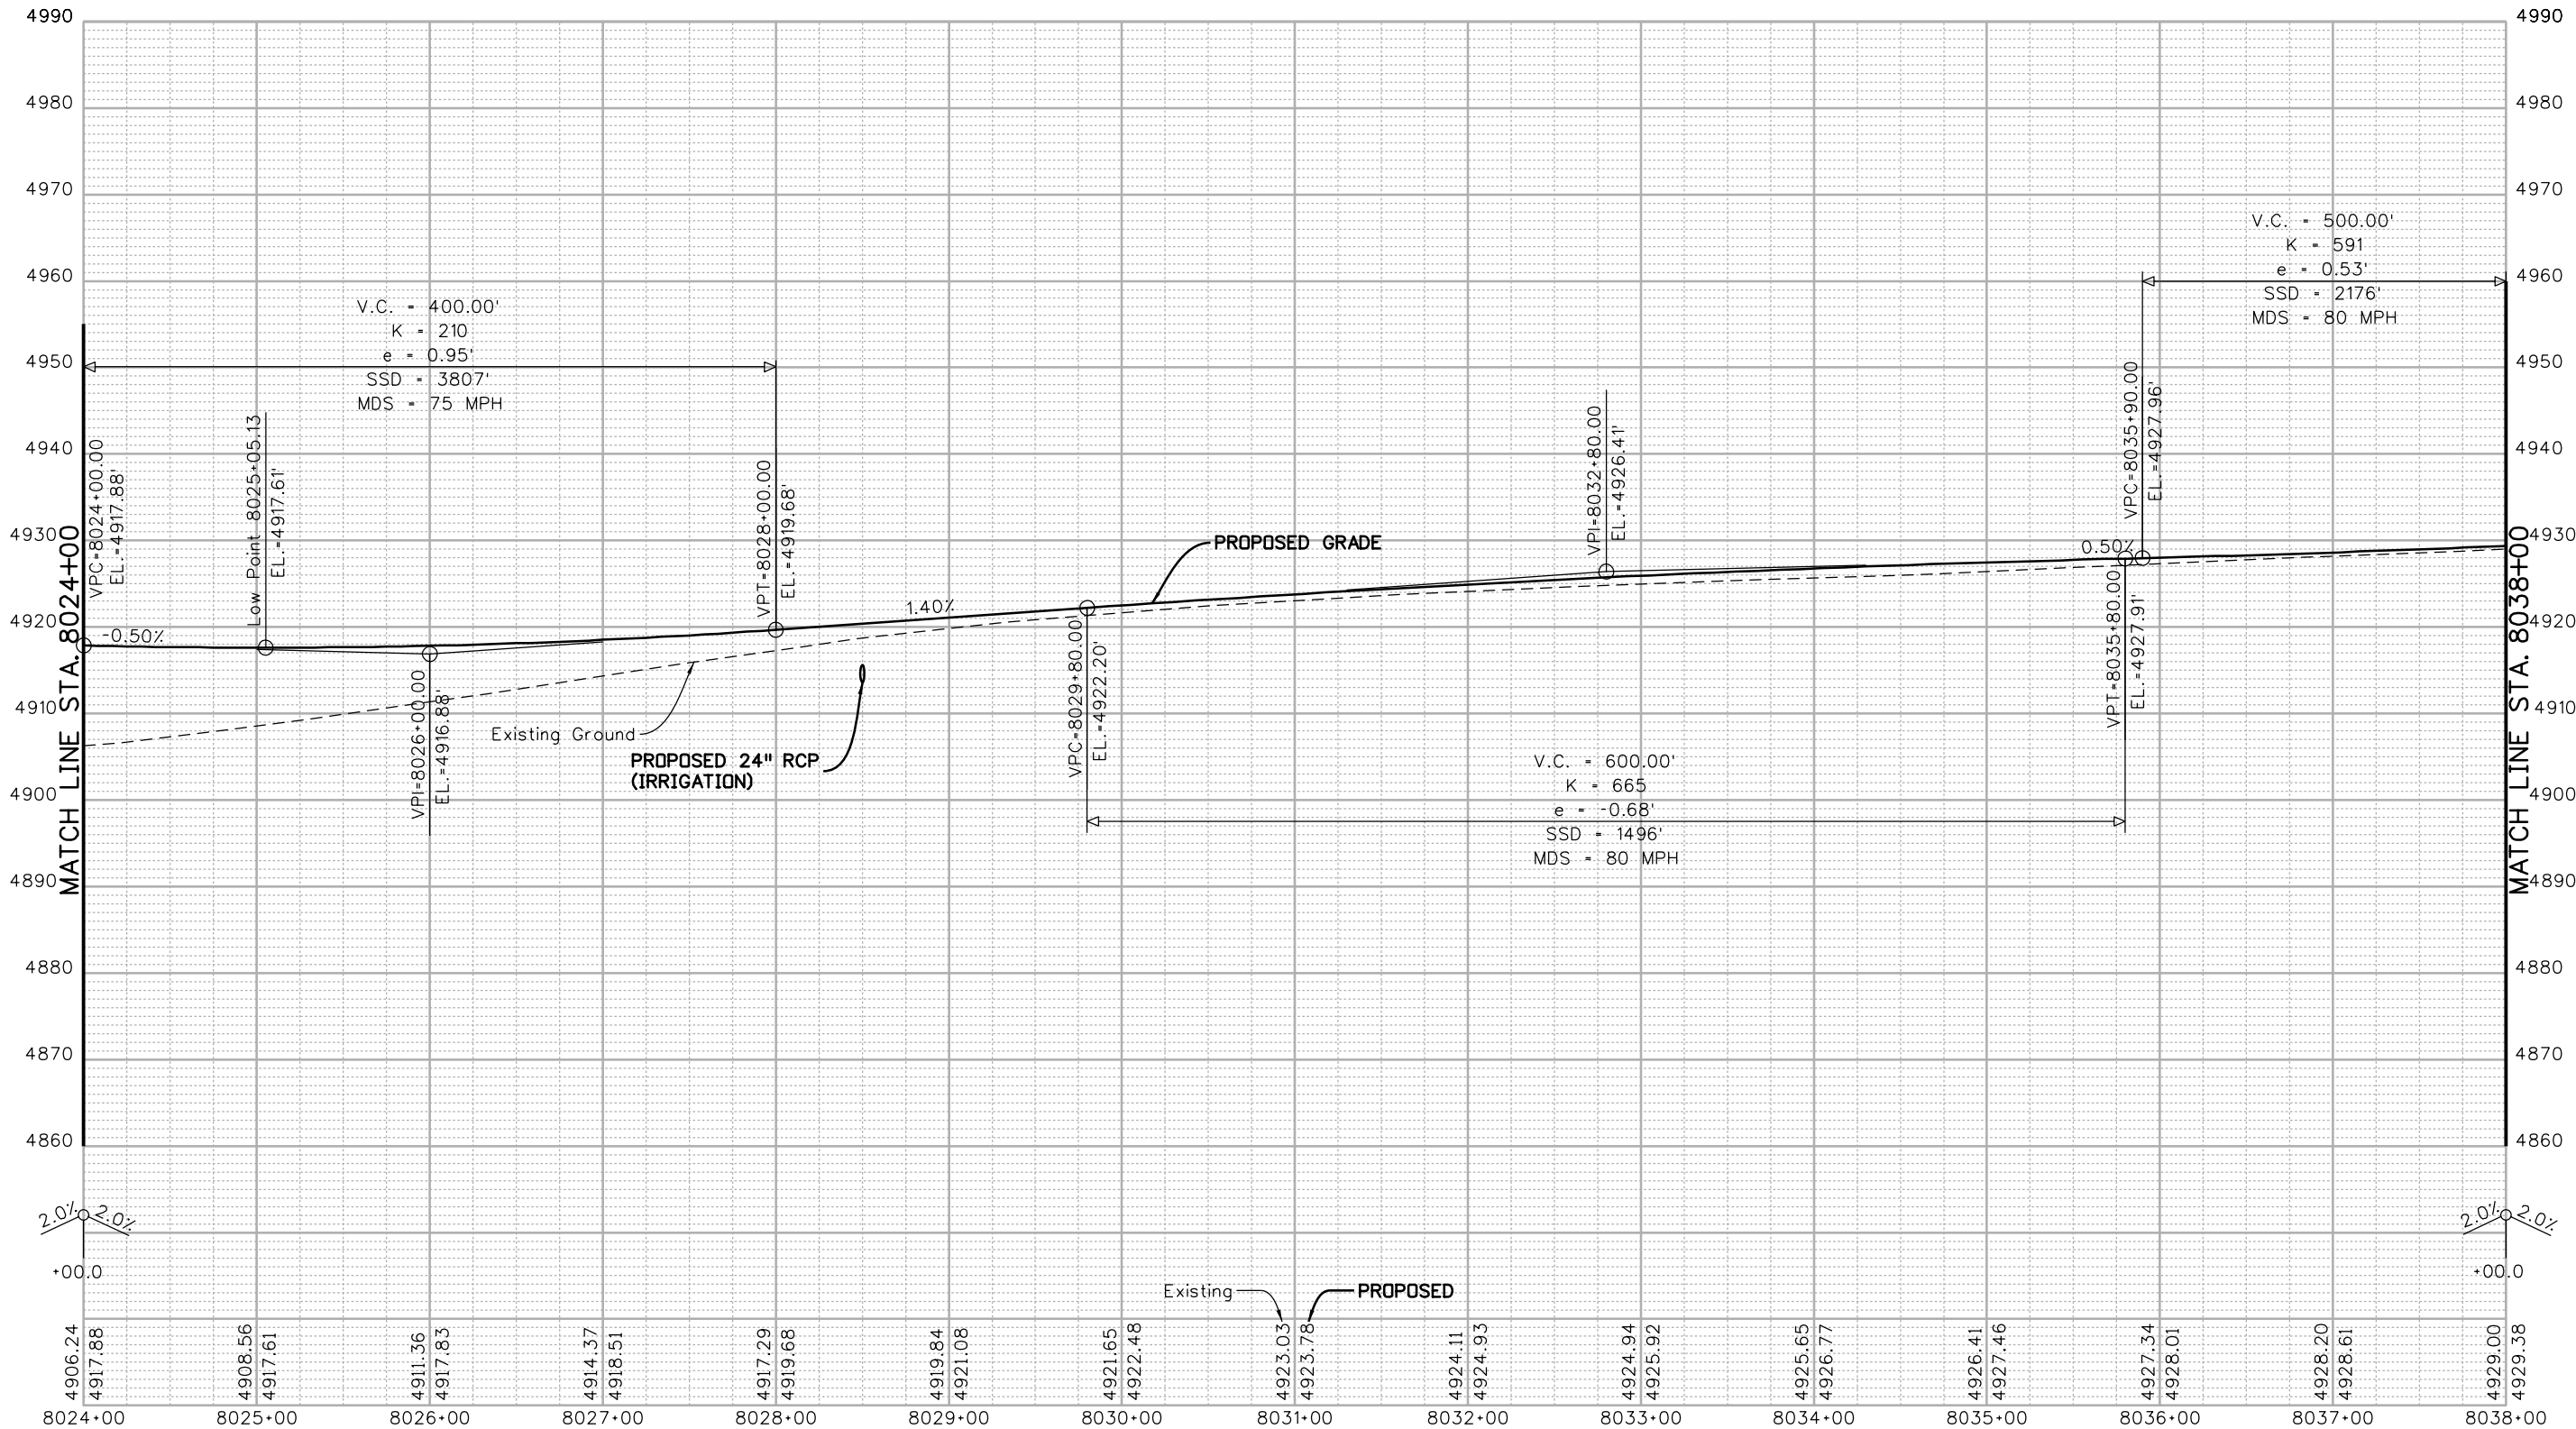 4990
4990
4980
4980
4970
4970
V.C. = 500.00'
K = 591
e = 0.53'
SSD = 2176'
MDS = 80 MPH
4960
4960
V.C. = 400.00'
K = 210
e = 0.95'
SSD = 3807'
MDS = 75 MPH
4950
4950
4940
4940
VPC=8024+00.00
EL.=4917.88'
Low Point 8025+05.13
EL.=4917.61'
VPT=8028+00.00
EL.=4919.68'
VPI=8032+80.00
EL.=4926.41'
VPC=8035+90.00
EL.=4927.96'
4930
4930
PROPOSED GRADE
0.50%
4920
4920
-0.50%
1.40%
MATCH LINE STA. 8024+00
MATCH LINE STA. 8038+00
VPI=8026+00.00
EL.=4916.88'
VPC=8029+80.00
EL.=4922.20'
VPT=8035+80.00
EL.=4927.91'
4910
4910
Existing Ground
PROPOSED 24" RCP
(IRRIGATION)
V.C. = 600.00'
K = 665
e = -0.68'
SSD = 1496'
MDS = 80 MPH
4900
4900
4890
4890
4880
4880
4870
4870
4860
4860
2.0%
2.0%
+00.0
2.0%
2.0%
+00.0
Existing
PROPOSED
4906.24
4917.88
4908.56
4917.61
4911.36
4917.83
4914.37
4918.51
4917.29
4919.68
4919.84
4921.08
4921.65
4922.48
4923.03
4923.78
4924.11
4924.93
4924.94
4925.92
4925.65
4926.77
4926.41
4927.46
4927.34
4928.01
4928.20
4928.61
4929.00
4929.38
8024+00
8025+00
8026+00
8027+00
8028+00
8029+00
8030+00
8031+00
8032+00
8033+00
8034+00
8035+00
8036+00
8037+00
8038+00